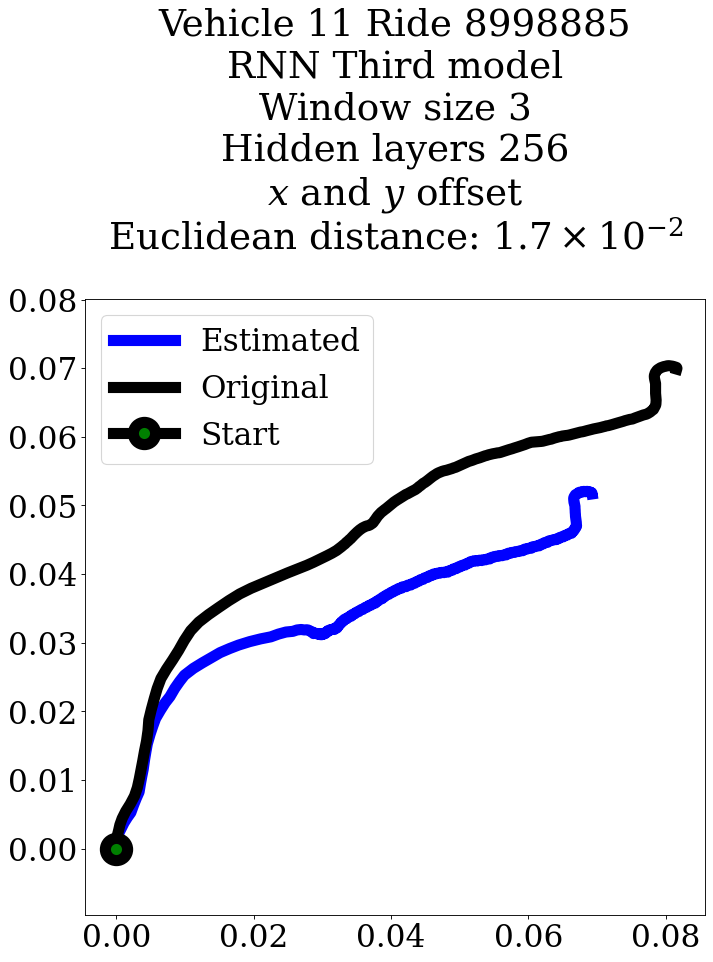 Vehicle 11 Ride 8998885
RNN Third model
Window size 3
Hidden layers 256
x and y offset
Euclidean distance: 1.7 × 10⁻²
0.08
Estimated
0.07
Original
0.06
Start
0.05
0.04
0.03
0.02
0.01
0.00
0.00 0.02 0.04 0.06 0.08